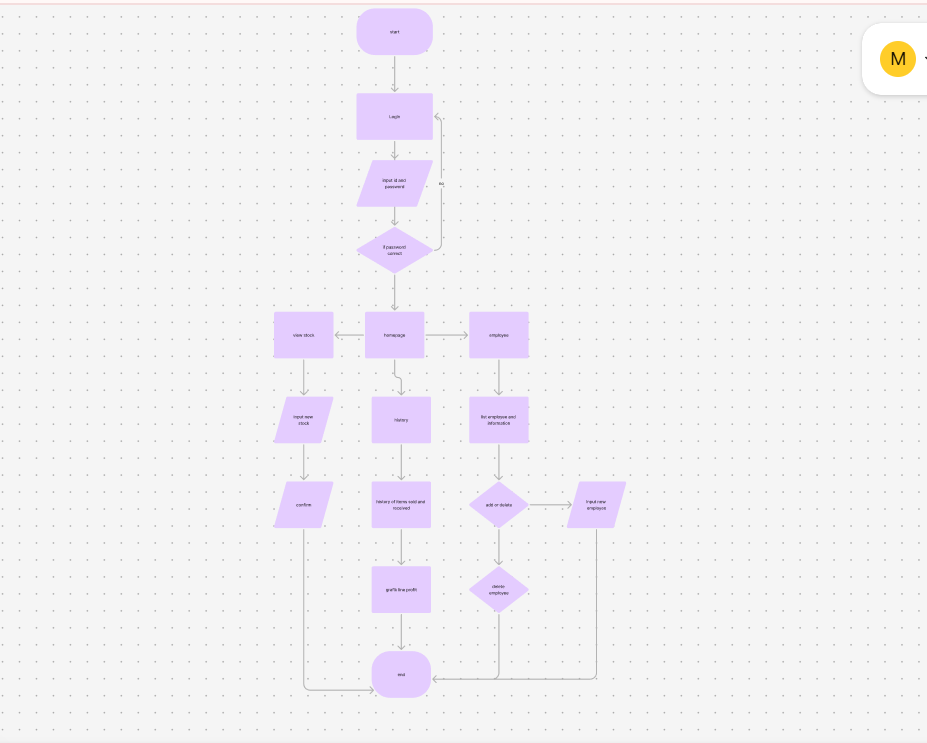 start
M
Login
input id and
password
no
if password
correct
view stock
homepage
employee
input new
stock
history
list employee and
information
confirm
history of items sold and
received
add or delete
input new
employee
grafik line profit
delete
employee
end